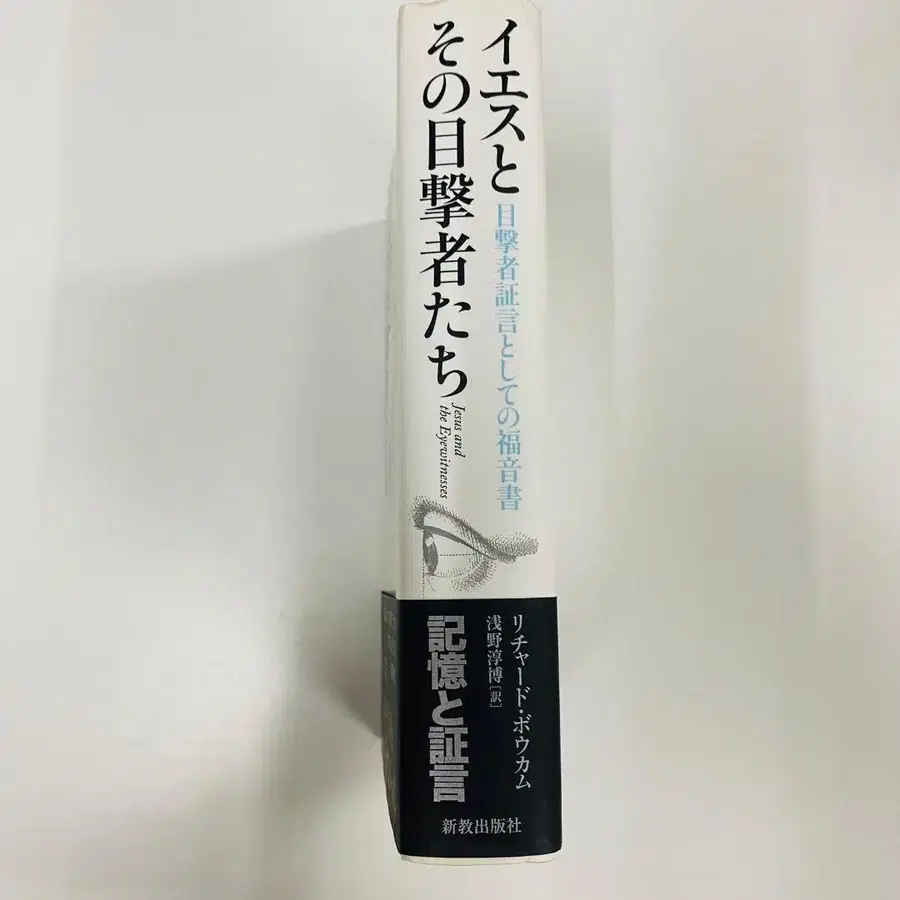 イエスと
その目撃者たち
目撃者証言としての福音書
Jesus and
the Eyewitnesses
リチャード・ボウカム
浅野淳博[訳]
記憶と証言
新教出版社